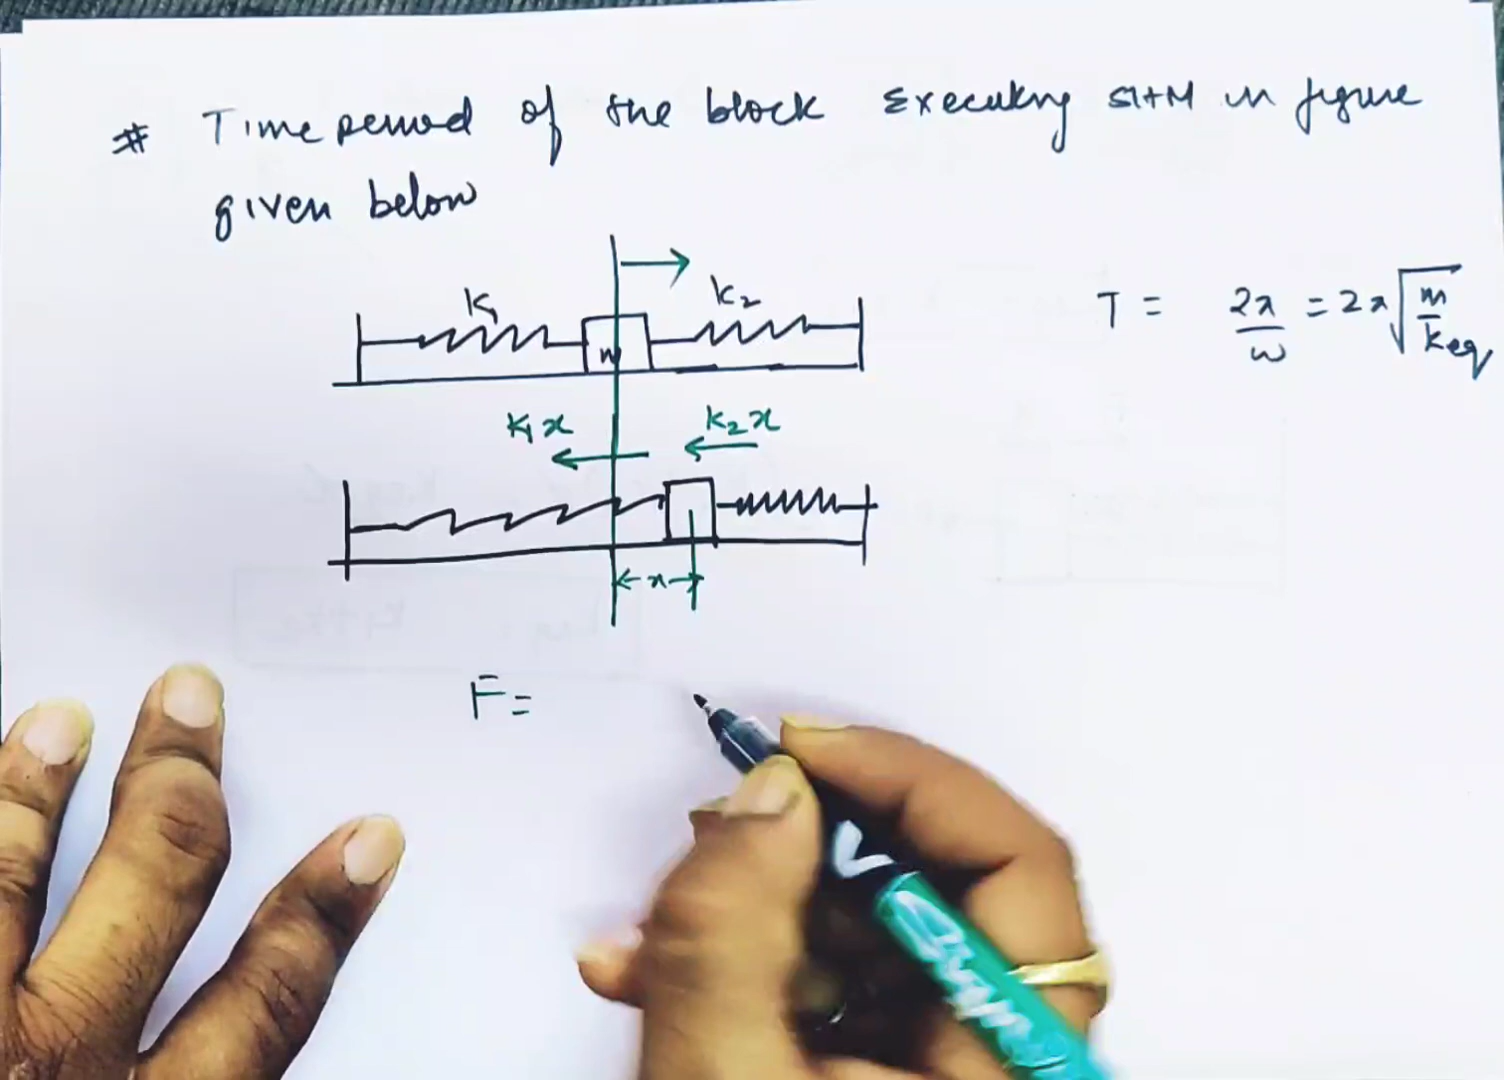 # Time period of the block Executing SHM in figure
given below
K₁
K₂
m
T = 2π/ω = 2π√(m/Keq)
K₁x
K₂x
x
F =